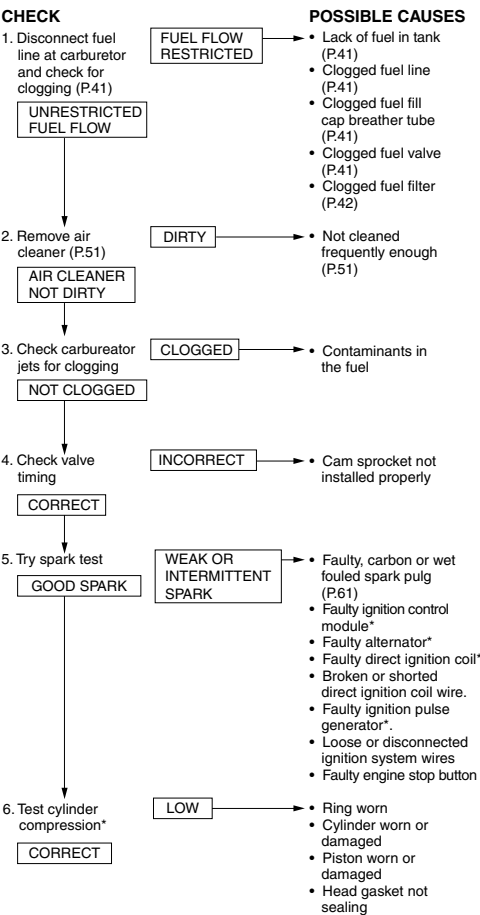 CHECK
POSSIBLE CAUSES
1. Disconnect fuel
line at carburetor
and check for
clogging (P.41)
FUEL FLOW
RESTRICTED
• Lack of fuel in tank
(P.41)
• Clogged fuel line
(P.41)
• Clogged fuel fill
cap breather tube
(P.41)
• Clogged fuel valve
(P.41)
• Clogged fuel filter
(P.42)
UNRESTRICTED
FUEL FLOW
2. Remove air
cleaner (P.51)
DIRTY
• Not cleaned
frequently enough
(P.51)
AIR CLEANER
NOT DIRTY
3. Check carbureator
jets for clogging
CLOGGED
• Contaminants in
the fuel
NOT CLOGGED
4. Check valve
timing
INCORRECT
• Cam sprocket not
installed properly
CORRECT
5. Try spark test
WEAK OR
INTERMITTENT
SPARK
• Faulty, carbon or wet
fouled spark pulg
(P.61)
• Faulty ignition control
module*
• Faulty alternator*
• Faulty direct ignition coil*
• Broken or shorted
direct ignition coil wire.
• Faulty ignition pulse
generator*.
• Loose or disconnected
ignition system wires
• Faulty engine stop button
GOOD SPARK
6. Test cylinder
compression*
LOW
• Ring worn
• Cylinder worn or
damaged
• Piston worn or
damaged
• Head gasket not
sealing
CORRECT